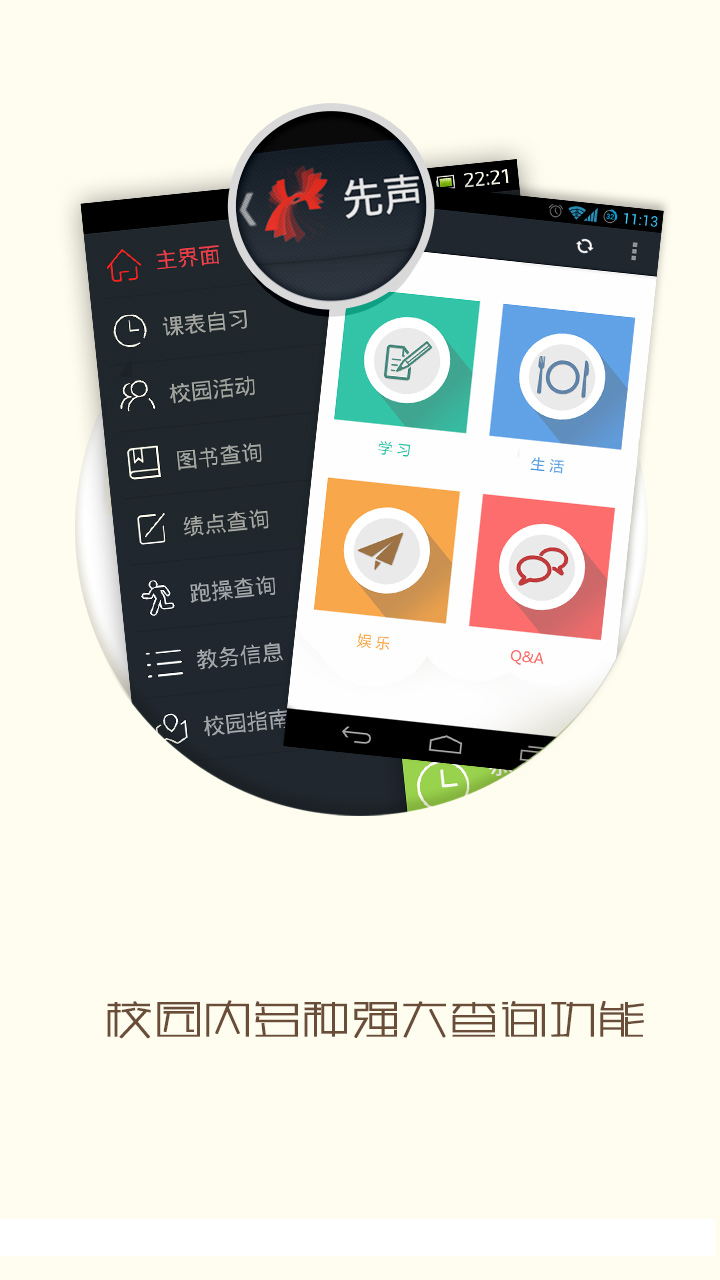 22:21
先声
11:13
32
主界面
课表自习
校园活动
图书查询
绩点查询
跑操查询
教务信息
校园指南
学习
生活
娱乐
Q&A
校园内多种强大查询功能